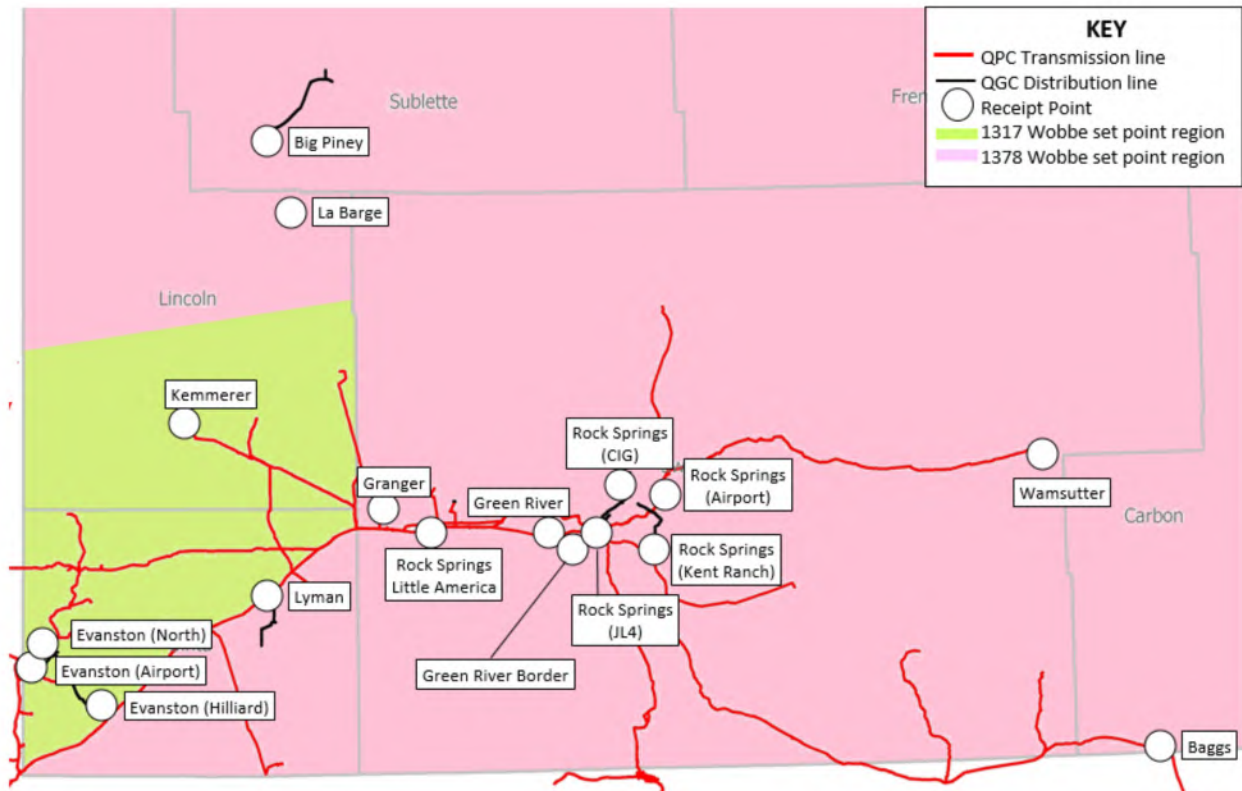 KEY
QPC Transmission line
QGC Distribution line
Receipt Point
1317 Wobbe set point region
1378 Wobbe set point region
Sublette
Fren
Big Piney
La Barge
Lincoln
Kemmerer
Rock Springs
(CIG)
Granger
Green River
Rock Springs
(Airport)
Wamsutter
Carbon
Rock Springs
Little America
Rock Springs
(Kent Ranch)
Lyman
Rock Springs
(JL4)
Evanston (North)
Evanston (Airport)
Green River Border
Evanston (Hilliard)
Baggs